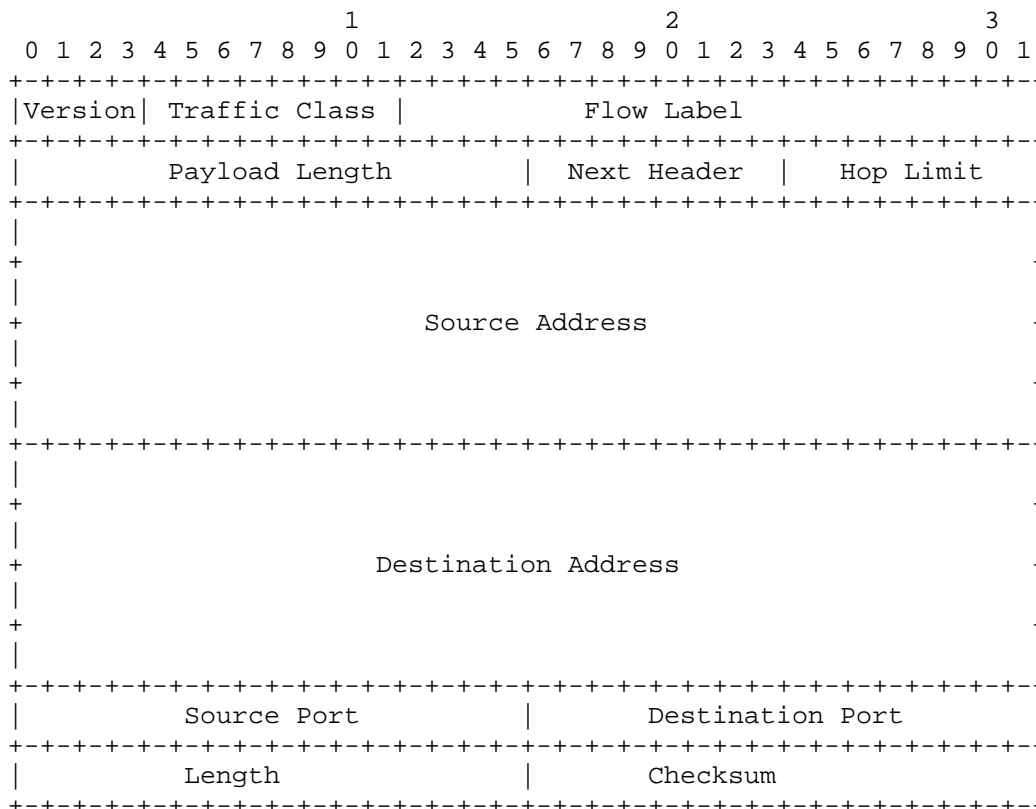 1                   2                   3
 0 1 2 3 4 5 6 7 8 9 0 1 2 3 4 5 6 7 8 9 0 1 2 3 4 5 6 7 8 9 0 1
+-+-+-+-+-+-+-+-+-+-+-+-+-+-+-+-+-+-+-+-+-+-+-+-+-+-+-+-+-+-+-+-
|Version| Traffic Class |           Flow Label
+-+-+-+-+-+-+-+-+-+-+-+-+-+-+-+-+-+-+-+-+-+-+-+-+-+-+-+-+-+-+-+-
|         Payload Length        |  Next Header  |   Hop Limit
+-+-+-+-+-+-+-+-+-+-+-+-+-+-+-+-+-+-+-+-+-+-+-+-+-+-+-+-+-+-+-+-
|
+                                                               -
|
+                         Source Address                        -
|
+                                                               -
|
+-+-+-+-+-+-+-+-+-+-+-+-+-+-+-+-+-+-+-+-+-+-+-+-+-+-+-+-+-+-+-+-
|
+                                                               -
|
+                      Destination Address                      -
|
+                                                               -
|
+-+-+-+-+-+-+-+-+-+-+-+-+-+-+-+-+-+-+-+-+-+-+-+-+-+-+-+-+-+-+-+-
|          Source Port          |       Destination Port
+-+-+-+-+-+-+-+-+-+-+-+-+-+-+-+-+-+-+-+-+-+-+-+-+-+-+-+-+-+-+-+-
|          Length               |       Checksum
+-+-+-+-+-+-+-+-+-+-+-+-+-+-+-+-+-+-+-+-+-+-+-+-+-+-+-+-+-+-+-+-